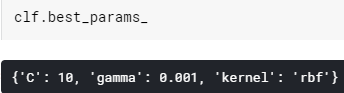 clf.best_params_
{'C': 10, 'gamma': 0.001, 'kernel': 'rbf'}